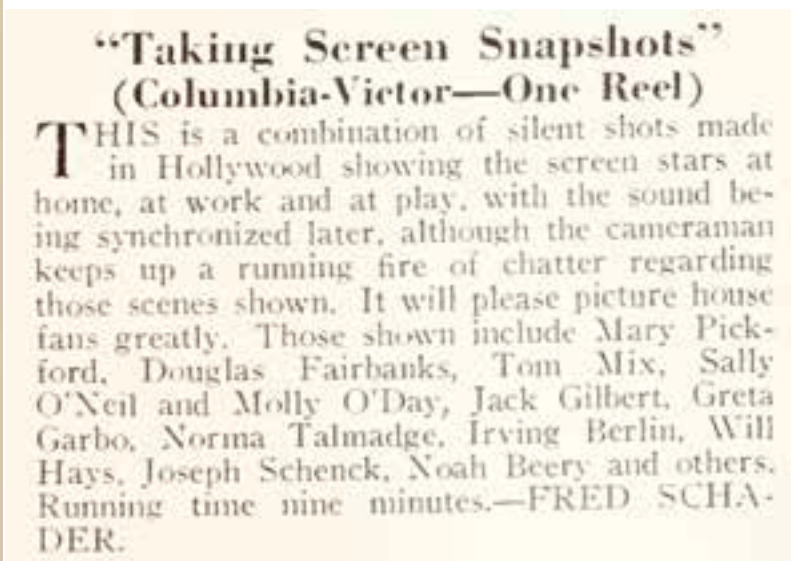 “Taking Screen Snapshots”
(Columbia-Victor—One Reel)
THIS is a combination of silent shots made
in Hollywood showing the screen stars at
home, at work and at play, with the sound be-
ing synchronized later, although the cameraman
keeps up a running fire of chatter regarding
those scenes shown. It will please picture house
fans greatly. Those shown include Mary Pick-
ford, Douglas Fairbanks, Tom Mix, Sally
O'Neil and Molly O'Day, Jack Gilbert, Greta
Garbo, Norma Talmadge, Irving Berlin, Will
Hays, Joseph Schenck, Noah Beery and others.
Running time nine minutes.—FRED SCHA-
DER.